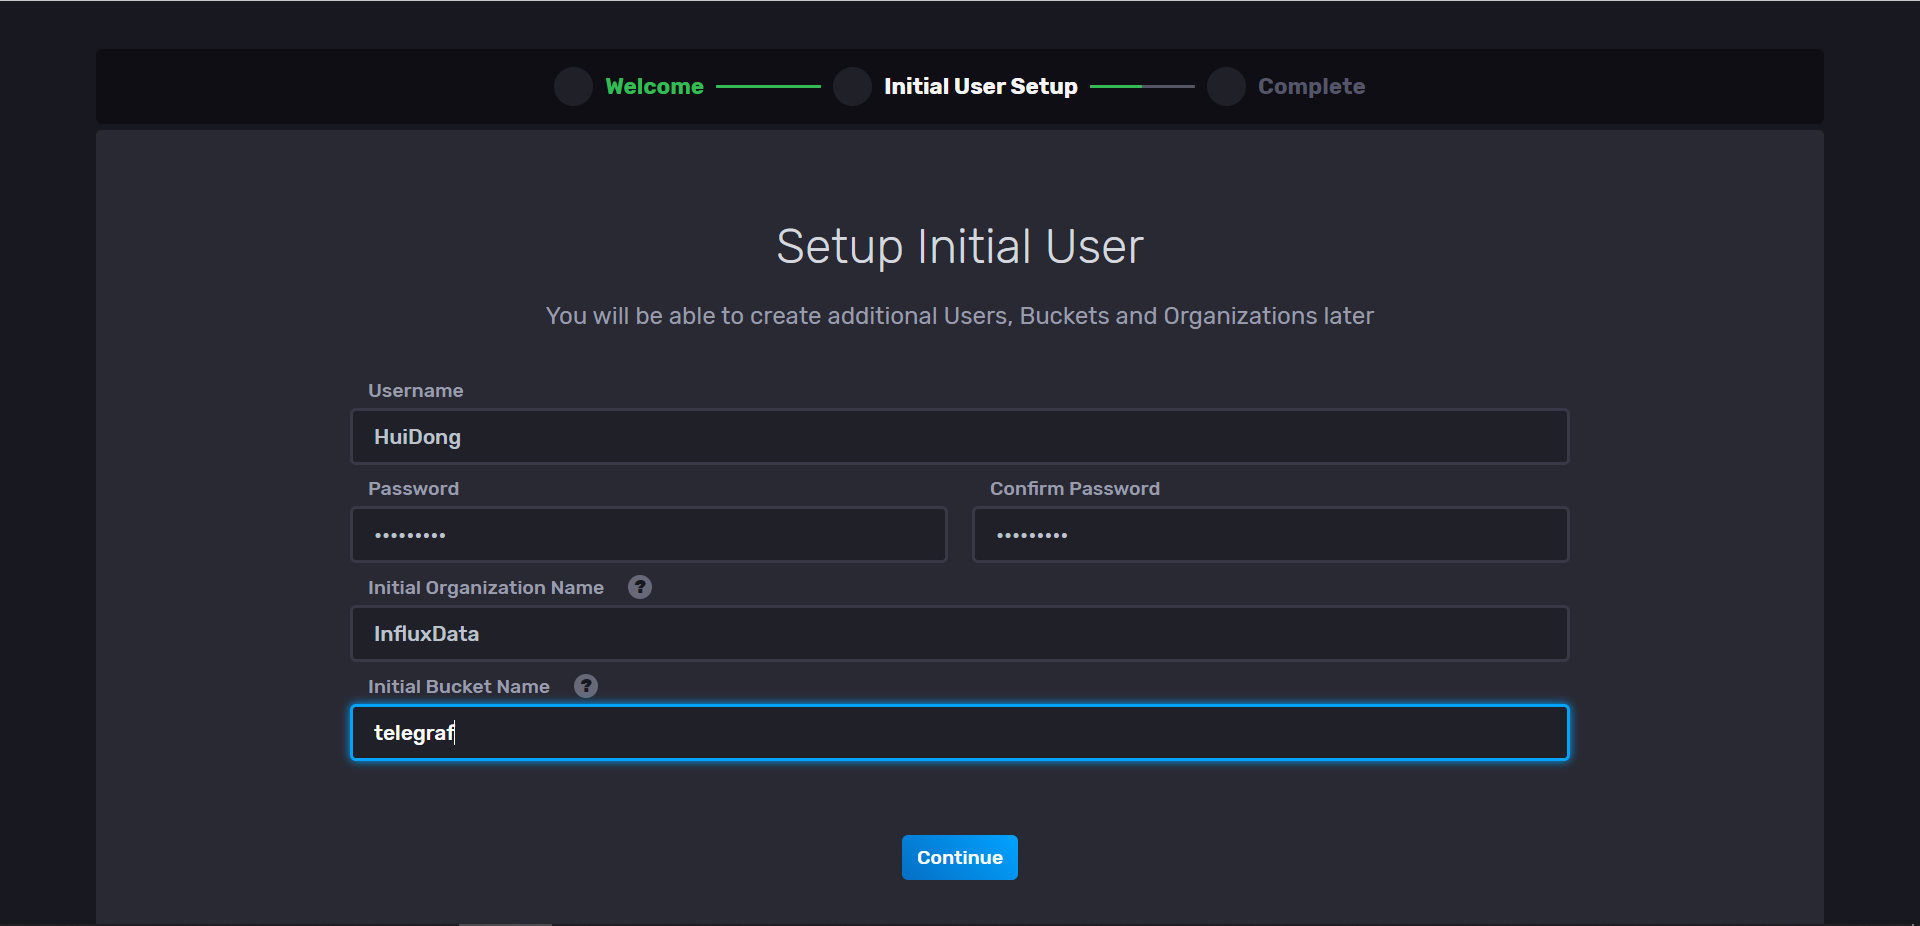 Welcome Initial User Setup Complete
Setup Initial User
You will be able to create additional Users, Buckets and Organizations later
Username
HuiDong
Password Confirm Password
••••••••• •••••••••
Initial Organization Name ?
InfluxData
Initial Bucket Name ?
telegraf
Continue